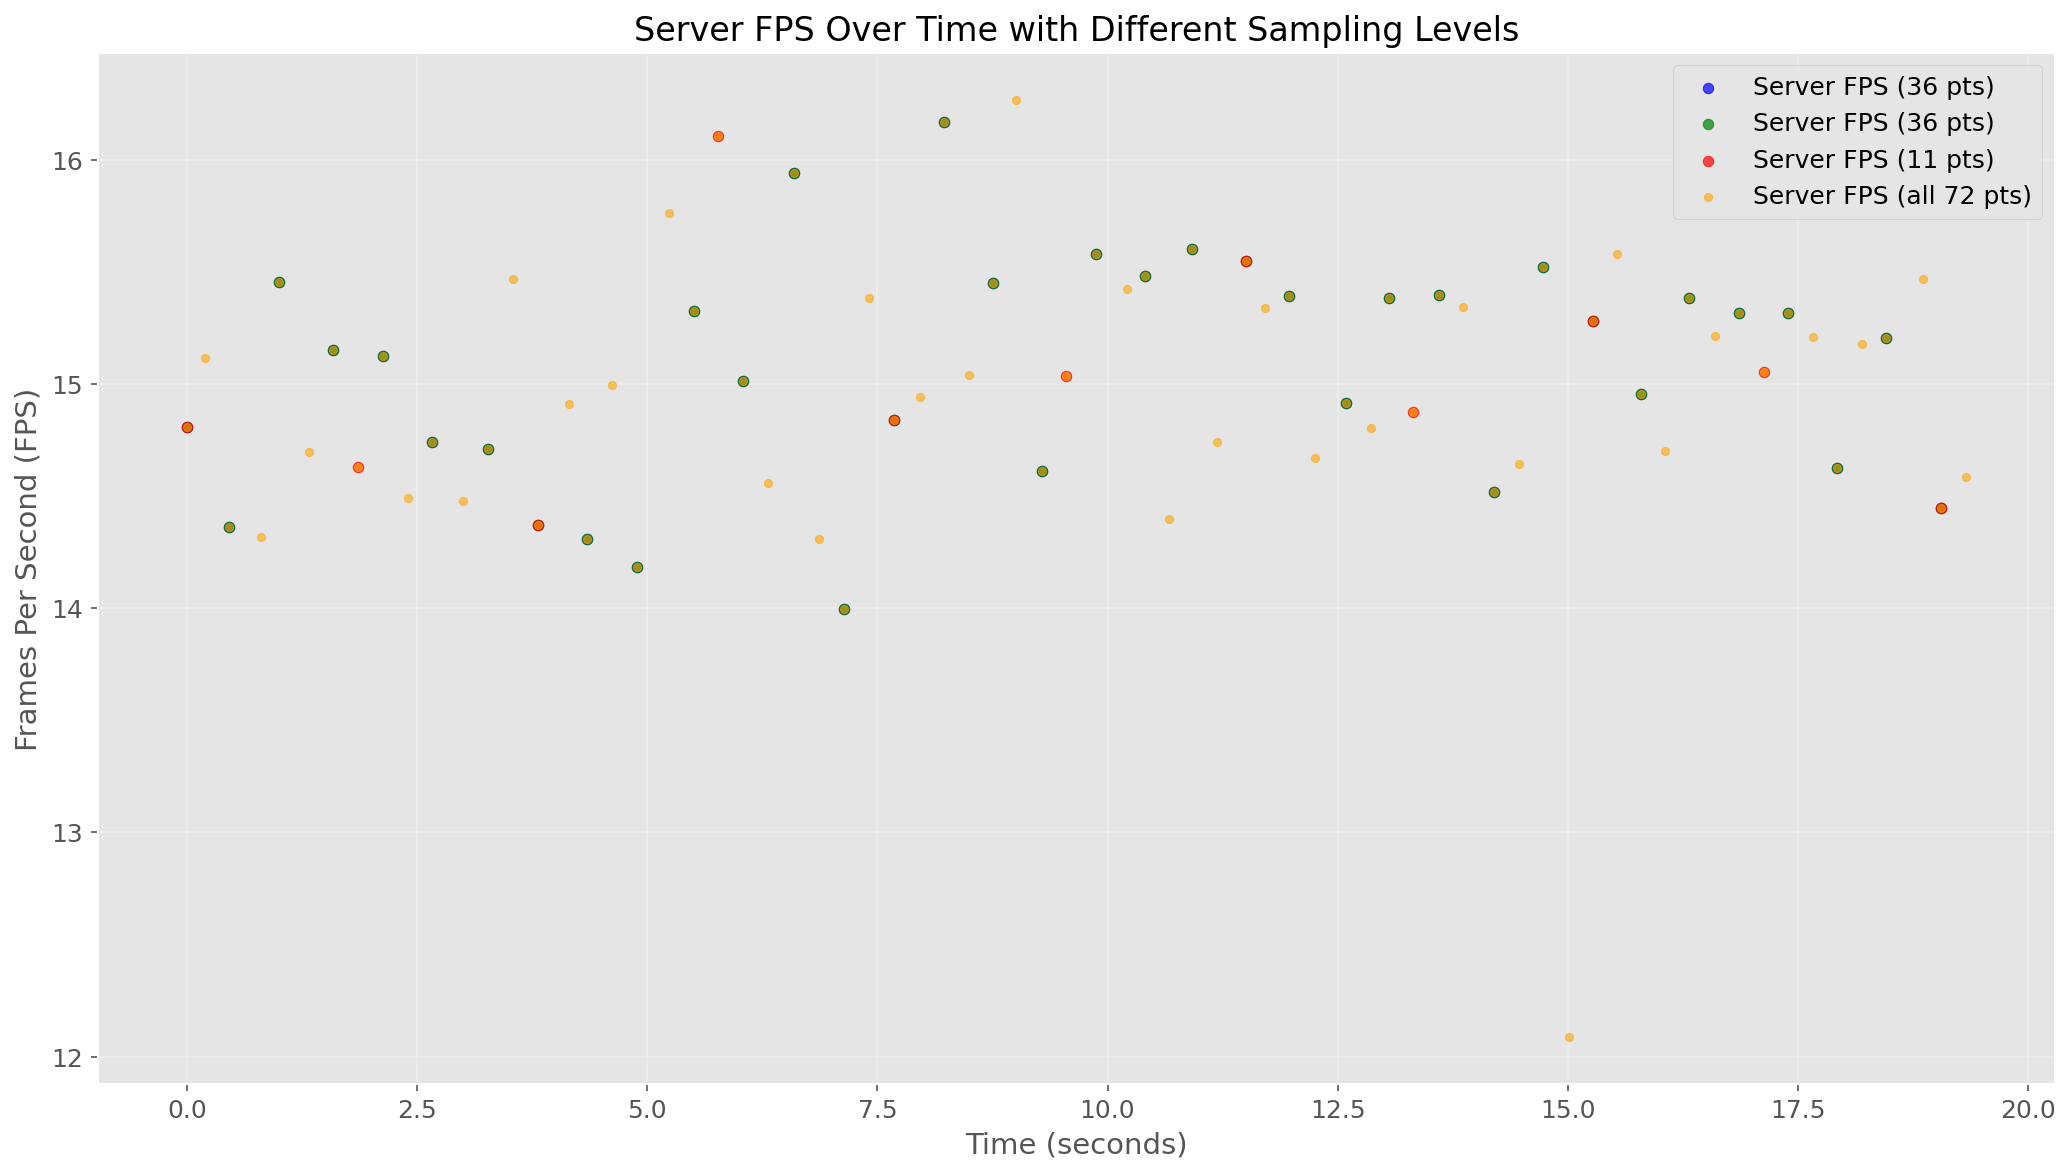 Server FPS Over Time with Different Sampling Levels
Server FPS (36 pts)
Server FPS (36 pts)
Server FPS (11 pts)
Server FPS (all 72 pts)
Frames Per Second (FPS)
16
15
14
13
12
0.0 2.5 5.0 7.5 10.0 12.5 15.0 17.5 20.0
Time (seconds)